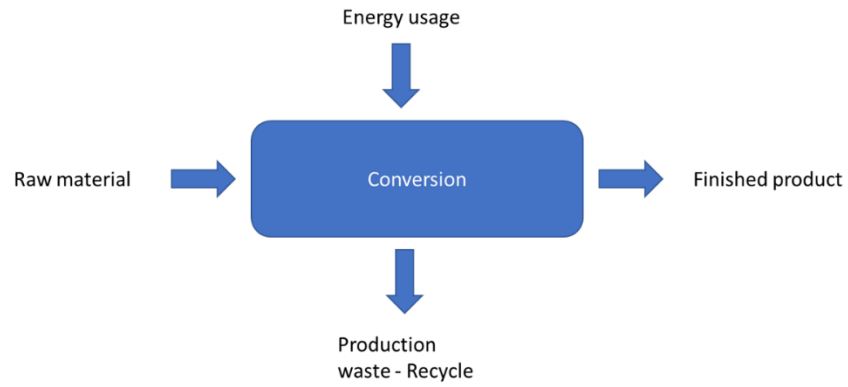 Energy usage
Raw material
Conversion
Finished product
Production
waste - Recycle